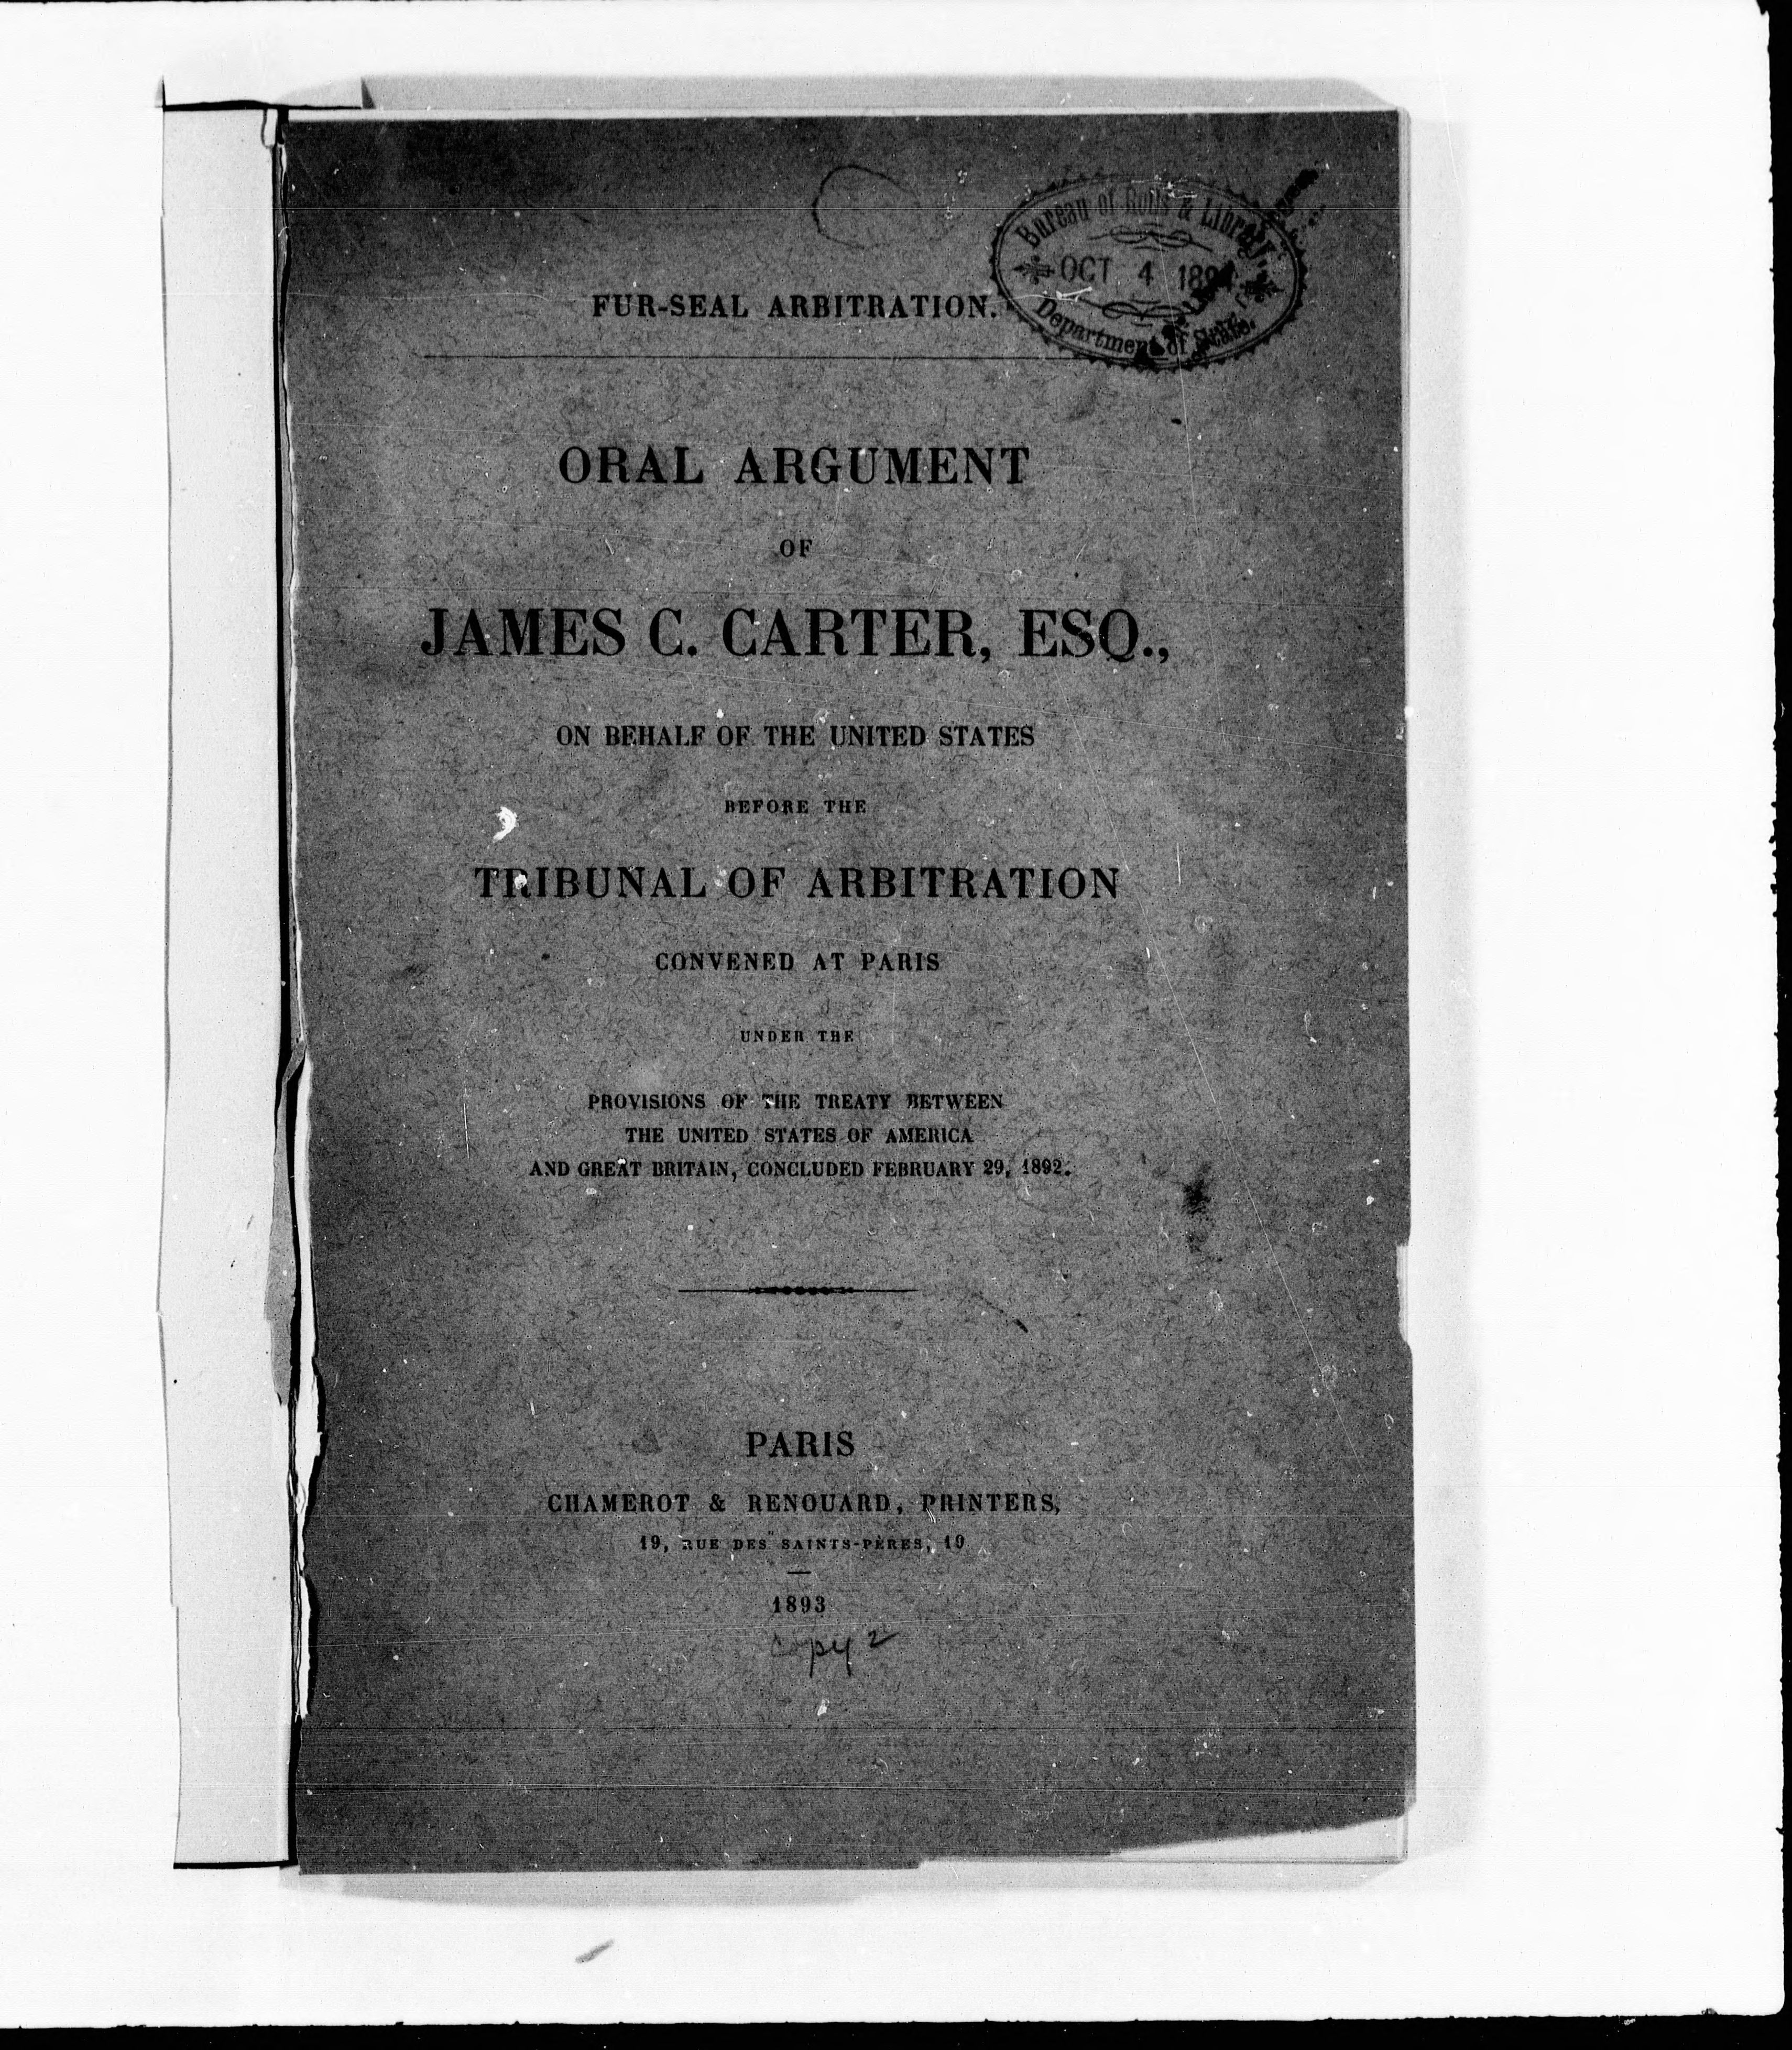 Bureau of Rolls & Library
OCT 4
Department of State.
FUR-SEAL ARBITRATION.
ORAL ARGUMENT
OF
JAMES C. CARTER, ESQ.,
ON BEHALF OF THE UNITED STATES
BEFORE THE
TRIBUNAL OF ARBITRATION
CONVENED AT PARIS
UNDER THE
PROVISIONS OF THE TREATY BETWEEN
THE UNITED STATES OF AMERICA
AND GREAT BRITAIN, CONCLUDED FEBRUARY 29, 1892.
PARIS
CHAMEROT & RENOUARD, PRINTERS,
19, RUE DES SAINTS-PÈRES, 19
1893
copy 2